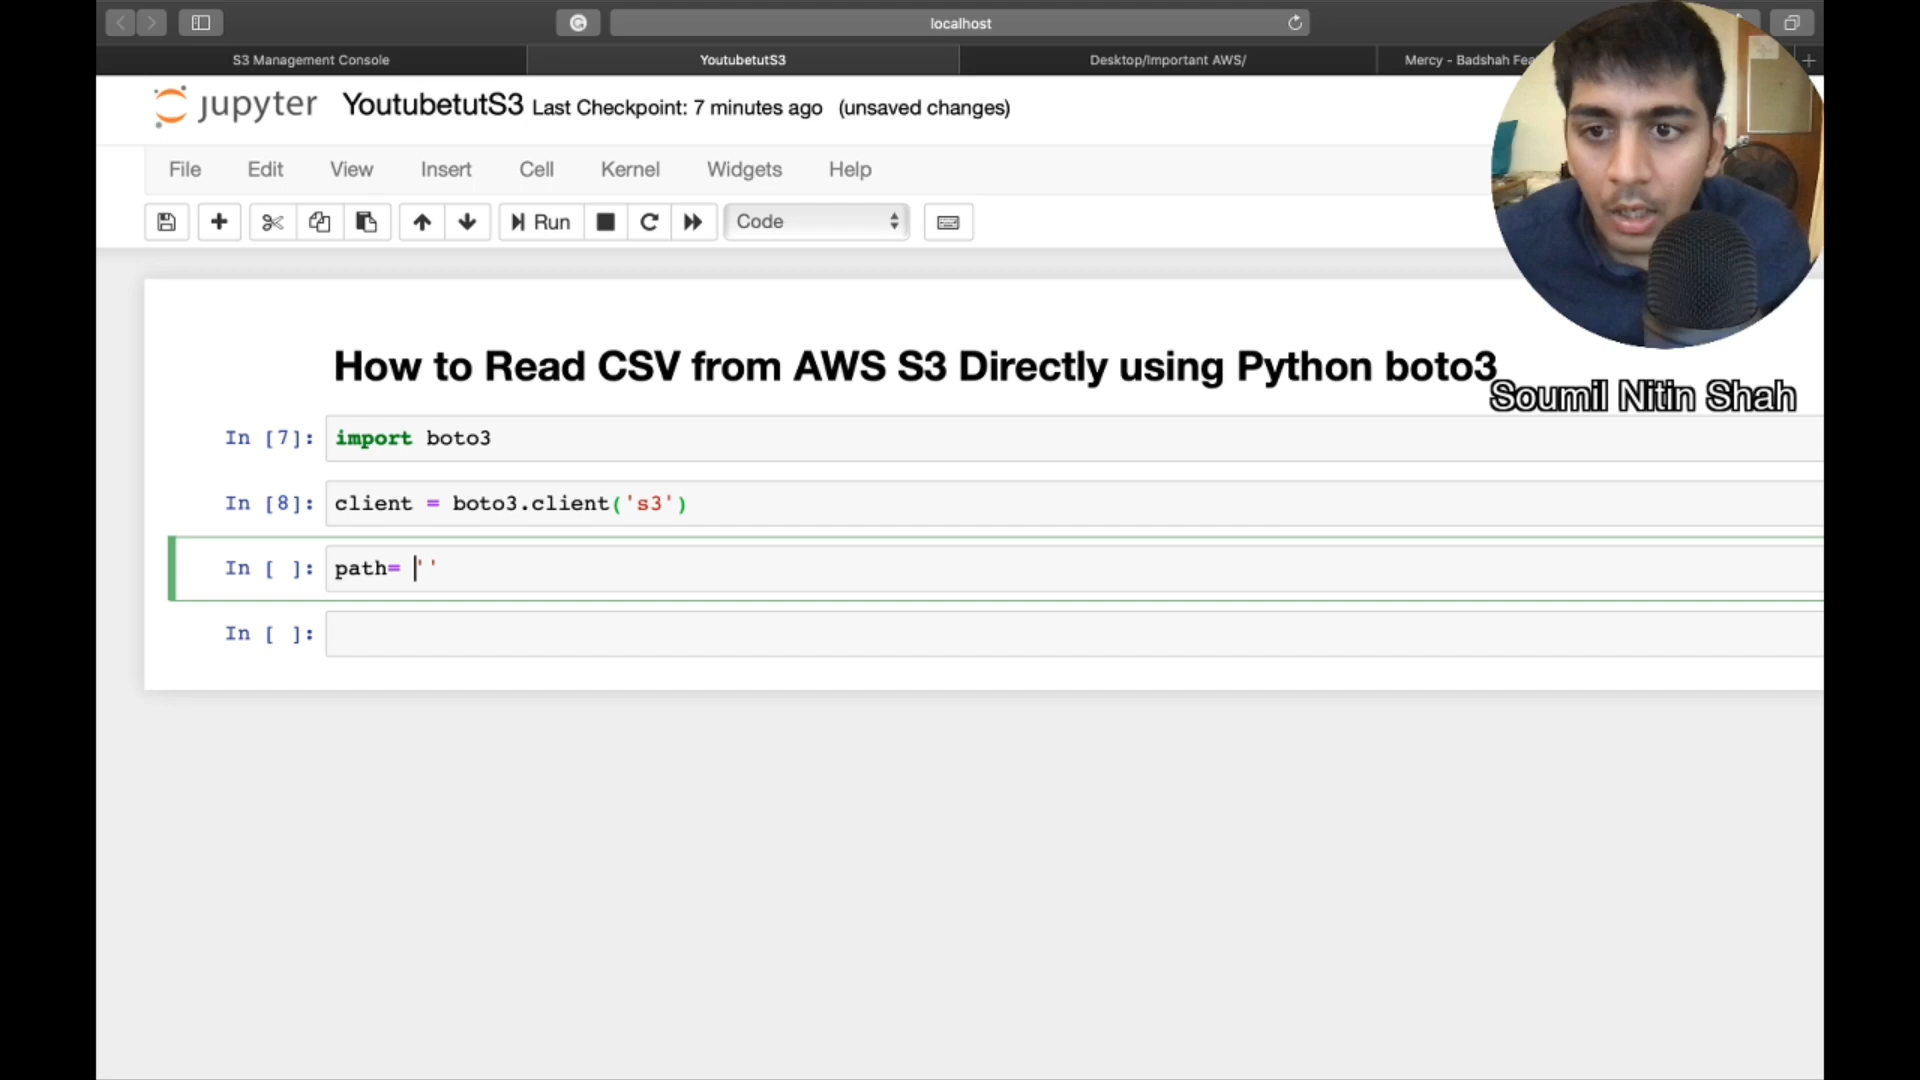 localhost
S3 Management Console
YoutubetutS3
Desktop/Important AWS/
Mercy - Badshah Fea
jupyter YoutubetutS3 Last Checkpoint: 7 minutes ago (unsaved changes)
File Edit View Insert Cell Kernel Widgets Help
Run Code
How to Read CSV from AWS S3 Directly using Python boto3
Soumil Nitin Shah
In [7]: import boto3
In [8]: client = boto3.client('s3')
In [ ]: path= ''
In [ ]: